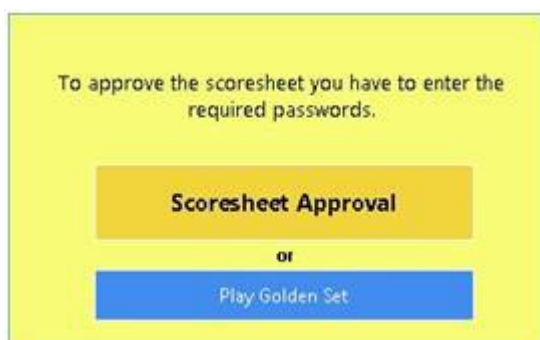 To approve the scoresheet you have to enter the
required passwords.
Scoresheet Approval
or
Play Golden Set